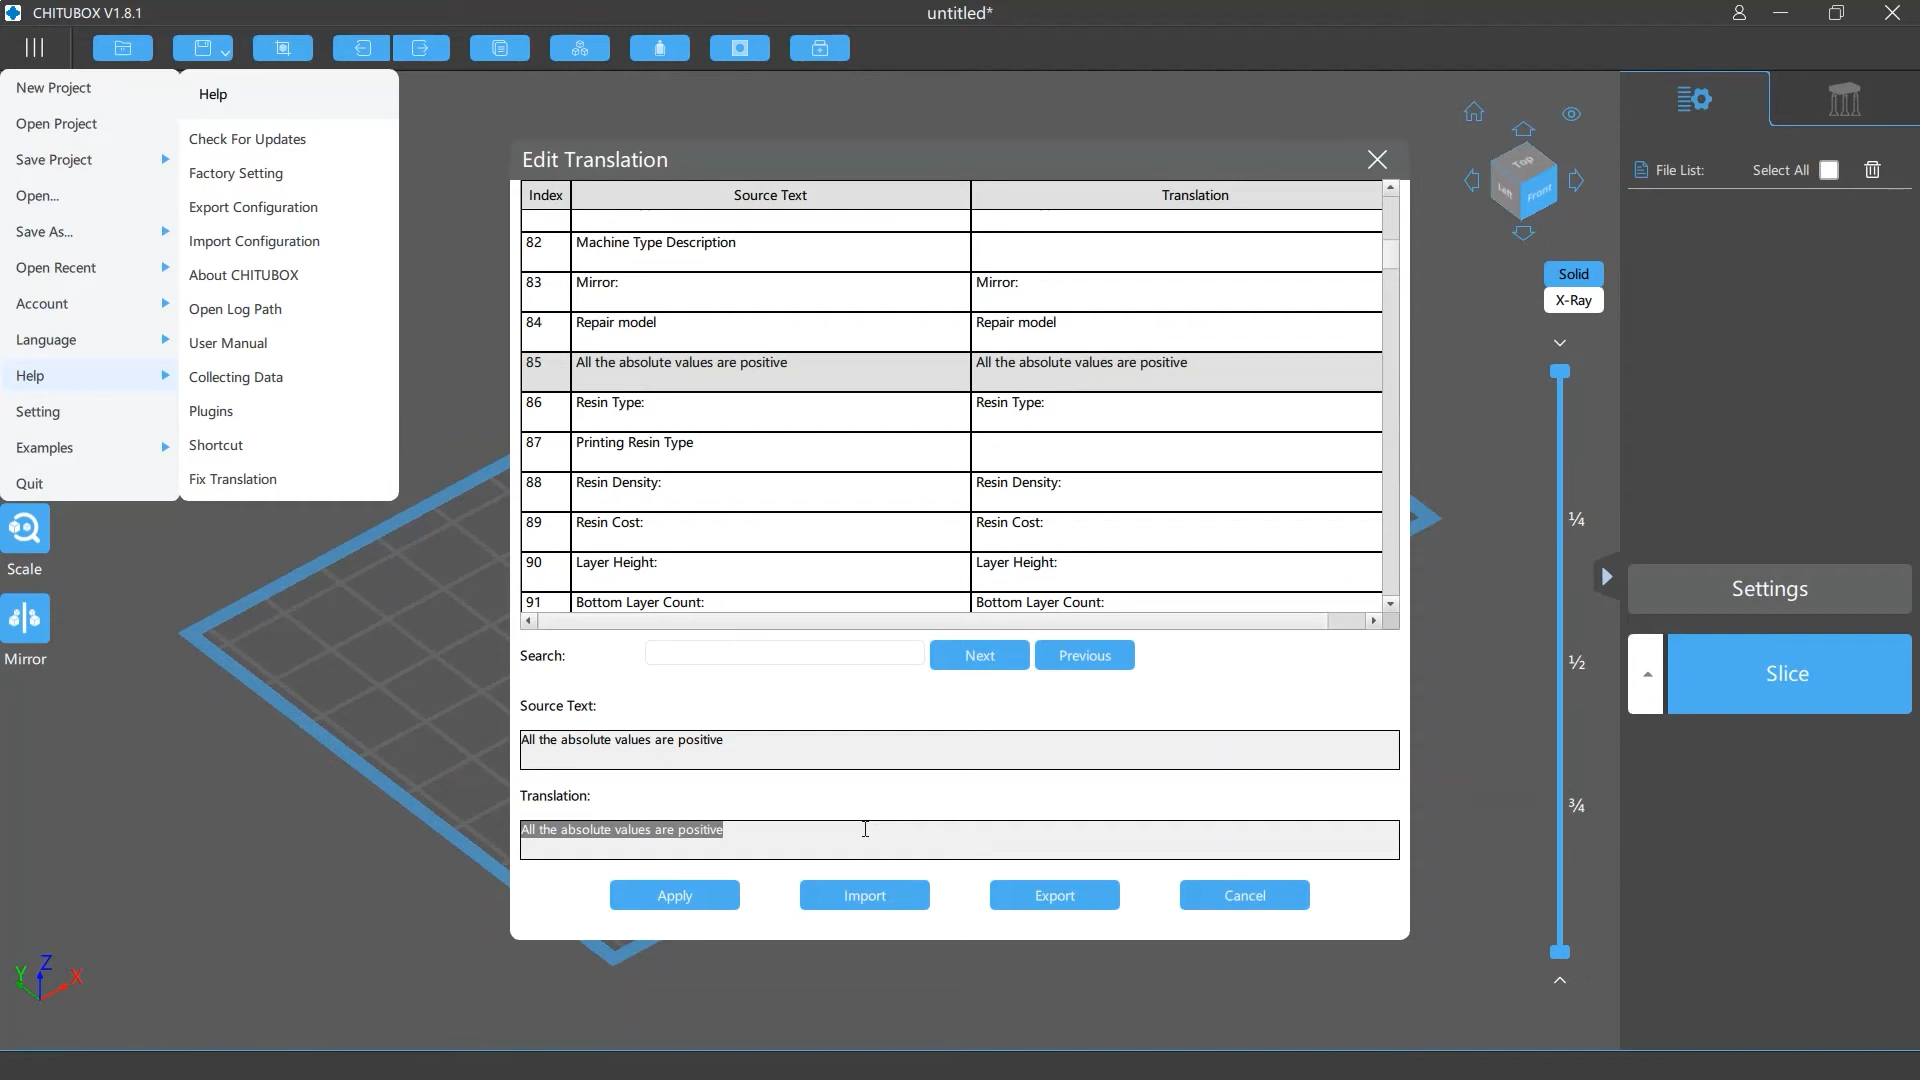 CHITUBOX V1.8.1
untitled*
New Project
Open Project
Save Project
Open...
Save As...
Open Recent
Account
Language
Help
Setting
Examples
Quit
Help
Check For Updates
Factory Setting
Export Configuration
Import Configuration
About CHITUBOX
Open Log Path
User Manual
Collecting Data
Plugins
Shortcut
Fix Translation
Scale
Mirror
Edit Translation
Index Source Text Translation
82 Machine Type Description
83 Mirror: Mirror:
84 Repair model Repair model
85 All the absolute values are positive All the absolute values are positive
86 Resin Type: Resin Type:
87 Printing Resin Type
88 Resin Density: Resin Density:
89 Resin Cost: Resin Cost:
90 Layer Height: Layer Height:
91 Bottom Layer Count: Bottom Layer Count:
Search: Next Previous
Source Text:
All the absolute values are positive
Translation:
All the absolute values are positive
Apply Import Export Cancel
Top
Left Front
Solid
X-Ray
¼
½
¾
File List: Select All
Settings
Slice
Z
Y X